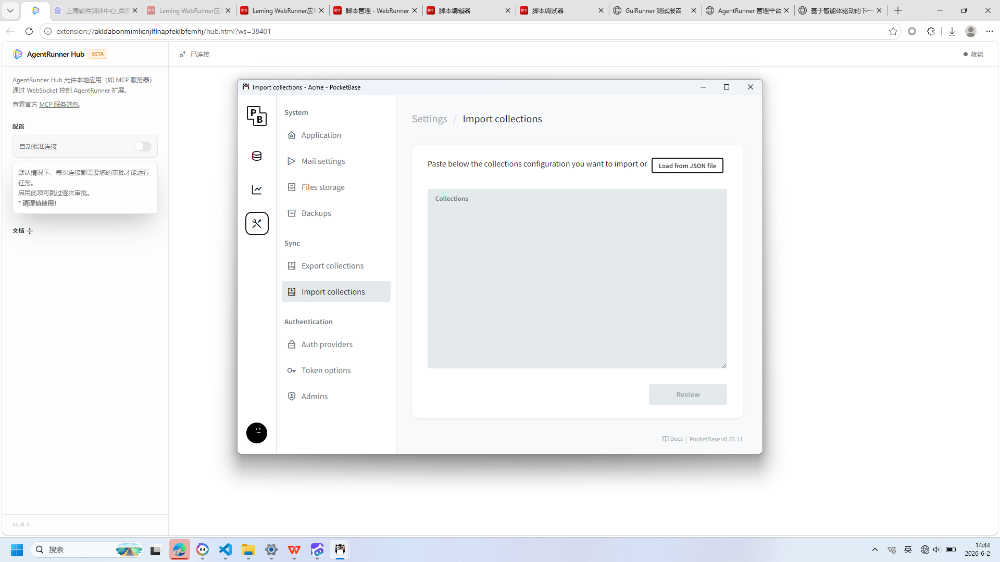 上海软件测评中心_百度
Leming WebRunner应用
Leming WebRunner应用
脚本管理 - WebRunner
脚本编辑器
脚本调试器
GuiRunner 测试报告
AgentRunner 管理平台
基于智能体驱动的下一
extension://akldabonmimlicnjlflnapfeklbfemhj/hub.html?ws=38401
AgentRunner Hub
BETA
已连接
就绪
AgentRunner Hub 允许本地应用（如 MCP 服务器）
通过 WebSocket 控制 AgentRunner 扩展。
查看官方 MCP 服务端包。
配置
自动批准连接
默认情况下，每次连接都需要您的审批才能运行
任务。
启用此项可跳过逐次审批。
* 请谨慎使用！
文档
v1.8.2
Import collections - Acme - PocketBase
P
B
System
Application
Mail settings
Files storage
Backups
Sync
Export collections
Import collections
Authentication
Auth providers
Token options
Admins
Settings / Import collections
Paste below the collections configuration you want to import or
Load from JSON file
Collections
Review
Docs | PocketBase v0.22.11
搜索
英
14:44
2026-6-2